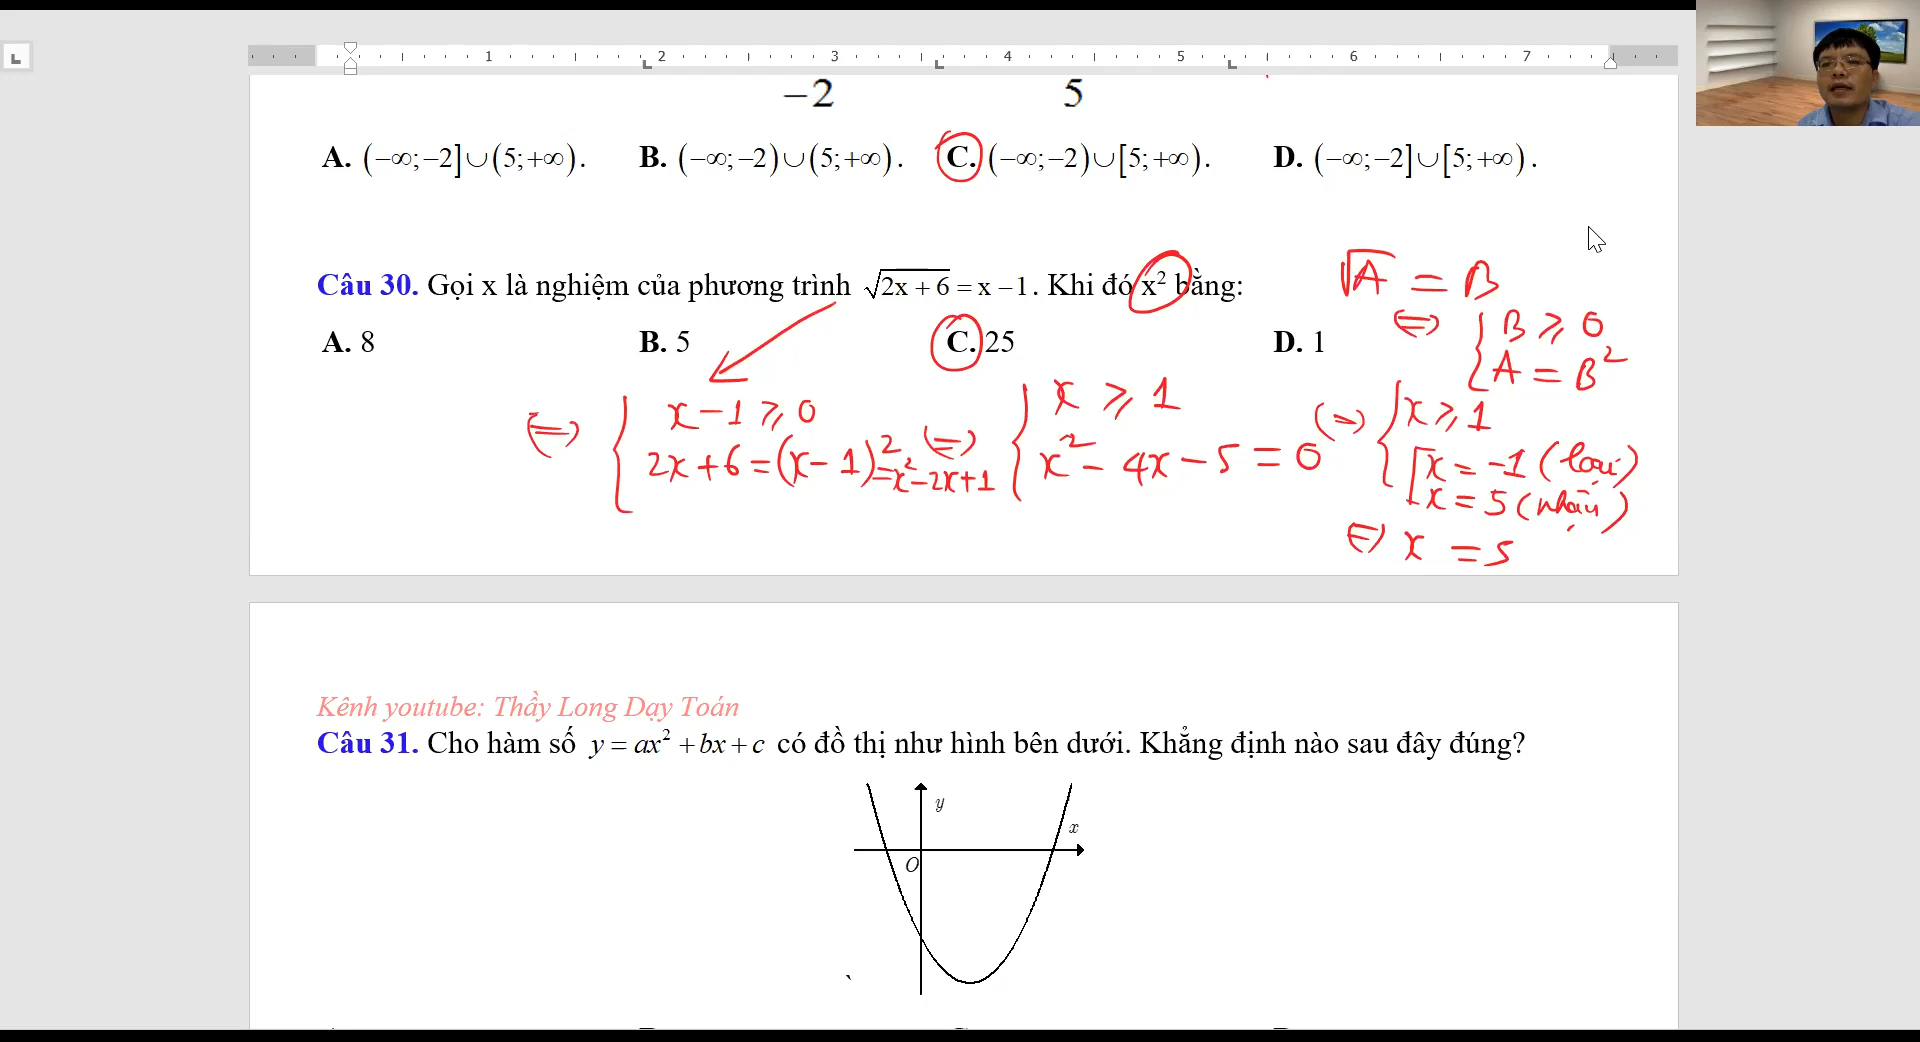 1 2 3 4 5 6 7
−2 5
A. (−∞;−2]∪(5;+∞). B. (−∞;−2)∪(5;+∞). C. (−∞;−2)∪[5;+∞). D. (−∞;−2]∪[5;+∞).
Câu 30. Gọi x là nghiệm của phương trình √(2x + 6) = x − 1. Khi đó x² bằng:
A. 8 B. 5 C. 25 D. 1
√A = B
⇔ { B ⩾ 0
A = B²
⇔ { x − 1 ⩾ 0
2x + 6 = (x − 1)² = x² − 2x + 1
⇔ { x ⩾ 1
x² − 4x − 5 = 0
⇔ { x ⩾ 1
[ x = −1 (loại)
x = 5 (nhận)
⇔ x = 5
Kênh youtube: Thầy Long Dạy Toán
Câu 31. Cho hàm số y = ax² + bx + c có đồ thị như hình bên dưới. Khẳng định nào sau đây đúng?
y
x
O